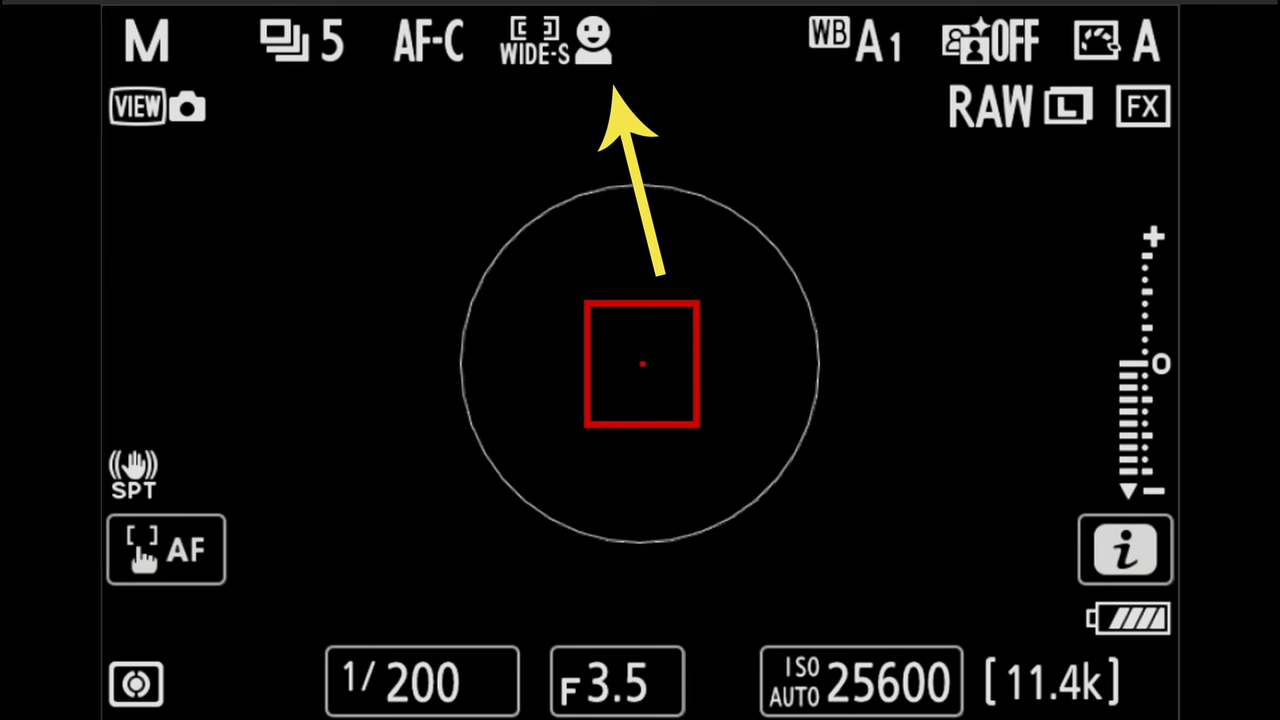 M 5 AF-C WIDE-S WB A1 OFF A
VIEW RAW L FX
+
O
SPT
−
[ ] AF i
1/200 F3.5 ISO AUTO 25600 [11.4k]